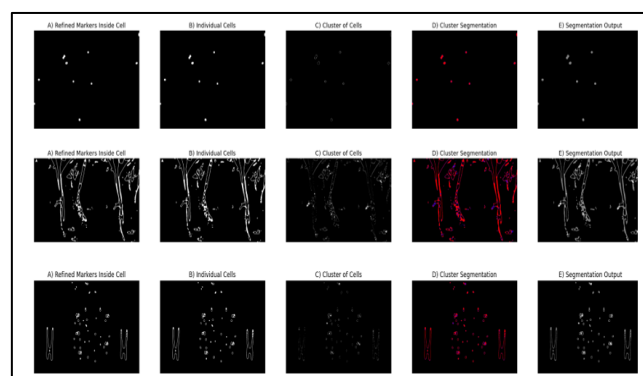 A) Refined Markers Inside Cell B) Individual Cells C) Cluster of Cells D) Cluster Segmentation E) Segmentation Output
A) Refined Markers Inside Cell B) Individual Cells C) Cluster of Cells D) Cluster Segmentation E) Segmentation Output
A) Refined Markers Inside Cell B) Individual Cells C) Cluster of Cells D) Cluster Segmentation E) Segmentation Output